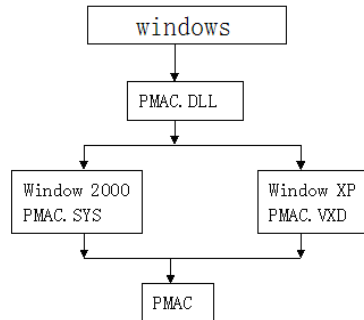 windows
PMAC.DLL
Window 2000
PMAC.SYS
Window XP
PMAC.VXD
PMAC